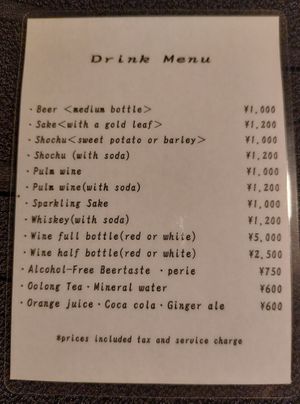 Drink Menu
・Beer <medium bottle> ¥1,000
・Sake<with a gold leaf> ¥1,200
・Shochu<sweet potato or barley> ¥1,000
・Shochu (with soda) ¥1,200
・Pulm wine ¥1,000
・Pulm wine(with soda) ¥1,200
・Sparkling Sake ¥1,000
・Whiskey(with soda) ¥1,200
・Wine full bottle(red or white) ¥5,000
・Wine half bottle(red or white) ¥2,500
・Alcohol-Free Beertaste ・perie ¥750
・Oolong Tea・Mineral water ¥600
・Orange juice・Coca cola・Ginger ale ¥600
*prices included tax and service charge